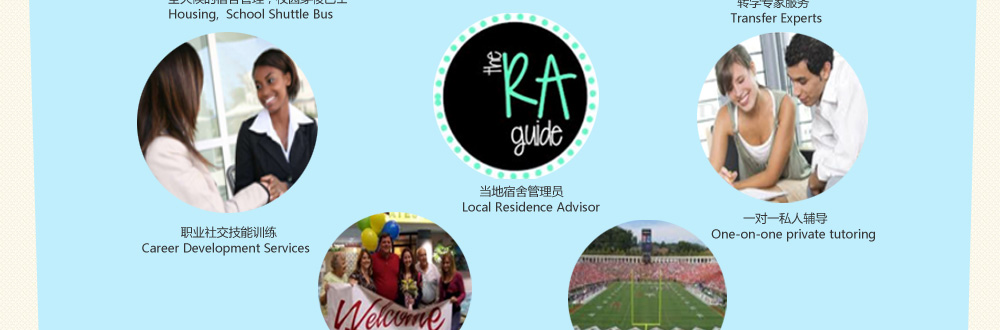 Housing, School Shuttle Bus
转学专家服务
Transfer Experts
the
RA
guide
当地宿舍管理员
Local Residence Advisor
职业社交技能训练
Career Development Services
一对一私人辅导
One-on-one private tutoring
Welcome